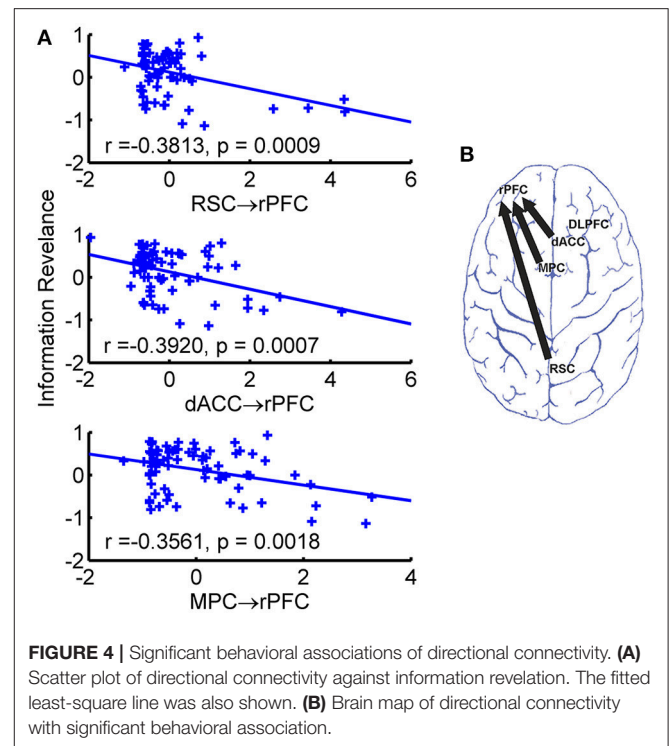 A
1
0
-1
-2
r =-0.3813, p = 0.0009
-2 0 2 4 6
RSC→rPFC
1
0
-1
-2
r =-0.3920, p = 0.0007
-2 0 2 4 6
dACC→rPFC
1
0
-1
-2
r =-0.3561, p = 0.0018
-2 0 2 4
MPC→rPFC
Information Revelance
B
rPFC
DLPFC
dACC
MPC
RSC
FIGURE 4 | Significant behavioral associations of directional connectivity. (A)
Scatter plot of directional connectivity against information revelation. The fitted
least-square line was also shown. (B) Brain map of directional connectivity
with significant behavioral association.